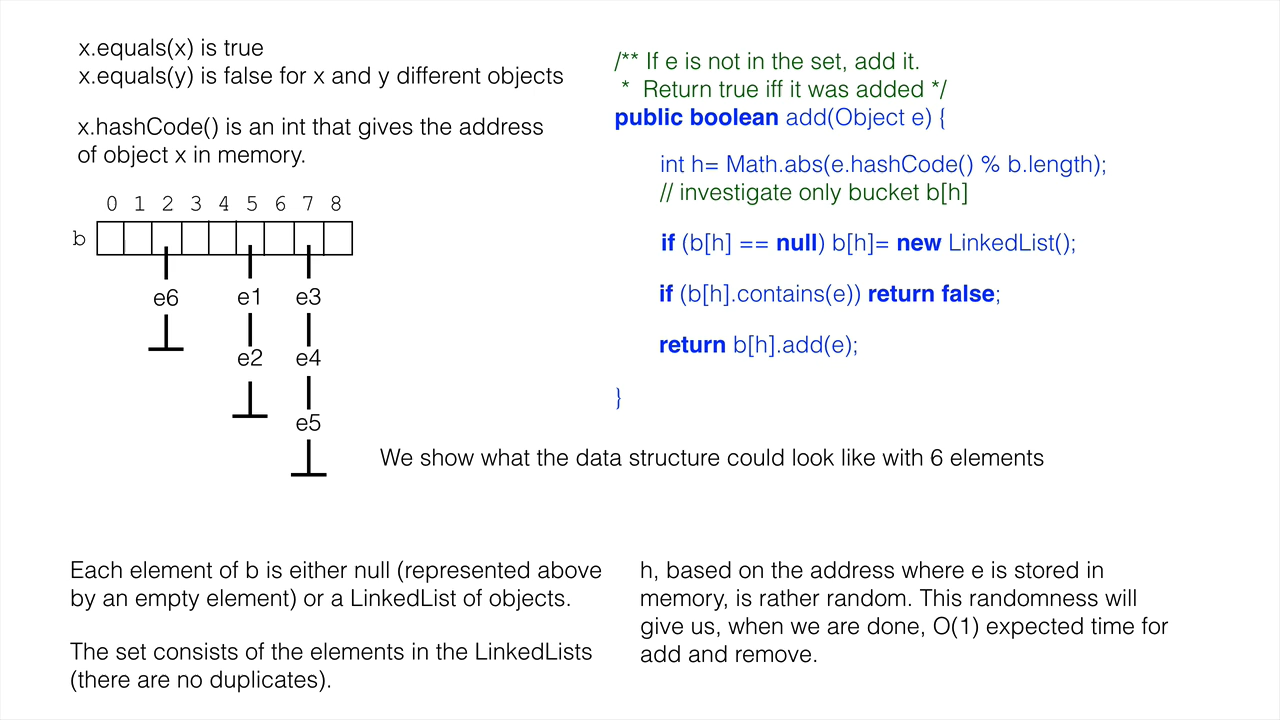 x.equals(x) is true
x.equals(y) is false for x and y different objects
x.hashCode() is an int that gives the address
of object x in memory.
0 1 2 3 4 5 6 7 8
b
e6 e1 e3
e2 e4
e5
/** If e is not in the set, add it.
* Return true iff it was added */
public boolean add(Object e) {
int h= Math.abs(e.hashCode() % b.length);
// investigate only bucket b[h]
if (b[h] == null) b[h]= new LinkedList();
if (b[h].contains(e)) return false;
return b[h].add(e);
}
We show what the data structure could look like with 6 elements
Each element of b is either null (represented above
by an empty element) or a LinkedList of objects.
The set consists of the elements in the LinkedLists
(there are no duplicates).
h, based on the address where e is stored in
memory, is rather random. This randomness will
give us, when we are done, O(1) expected time for
add and remove.